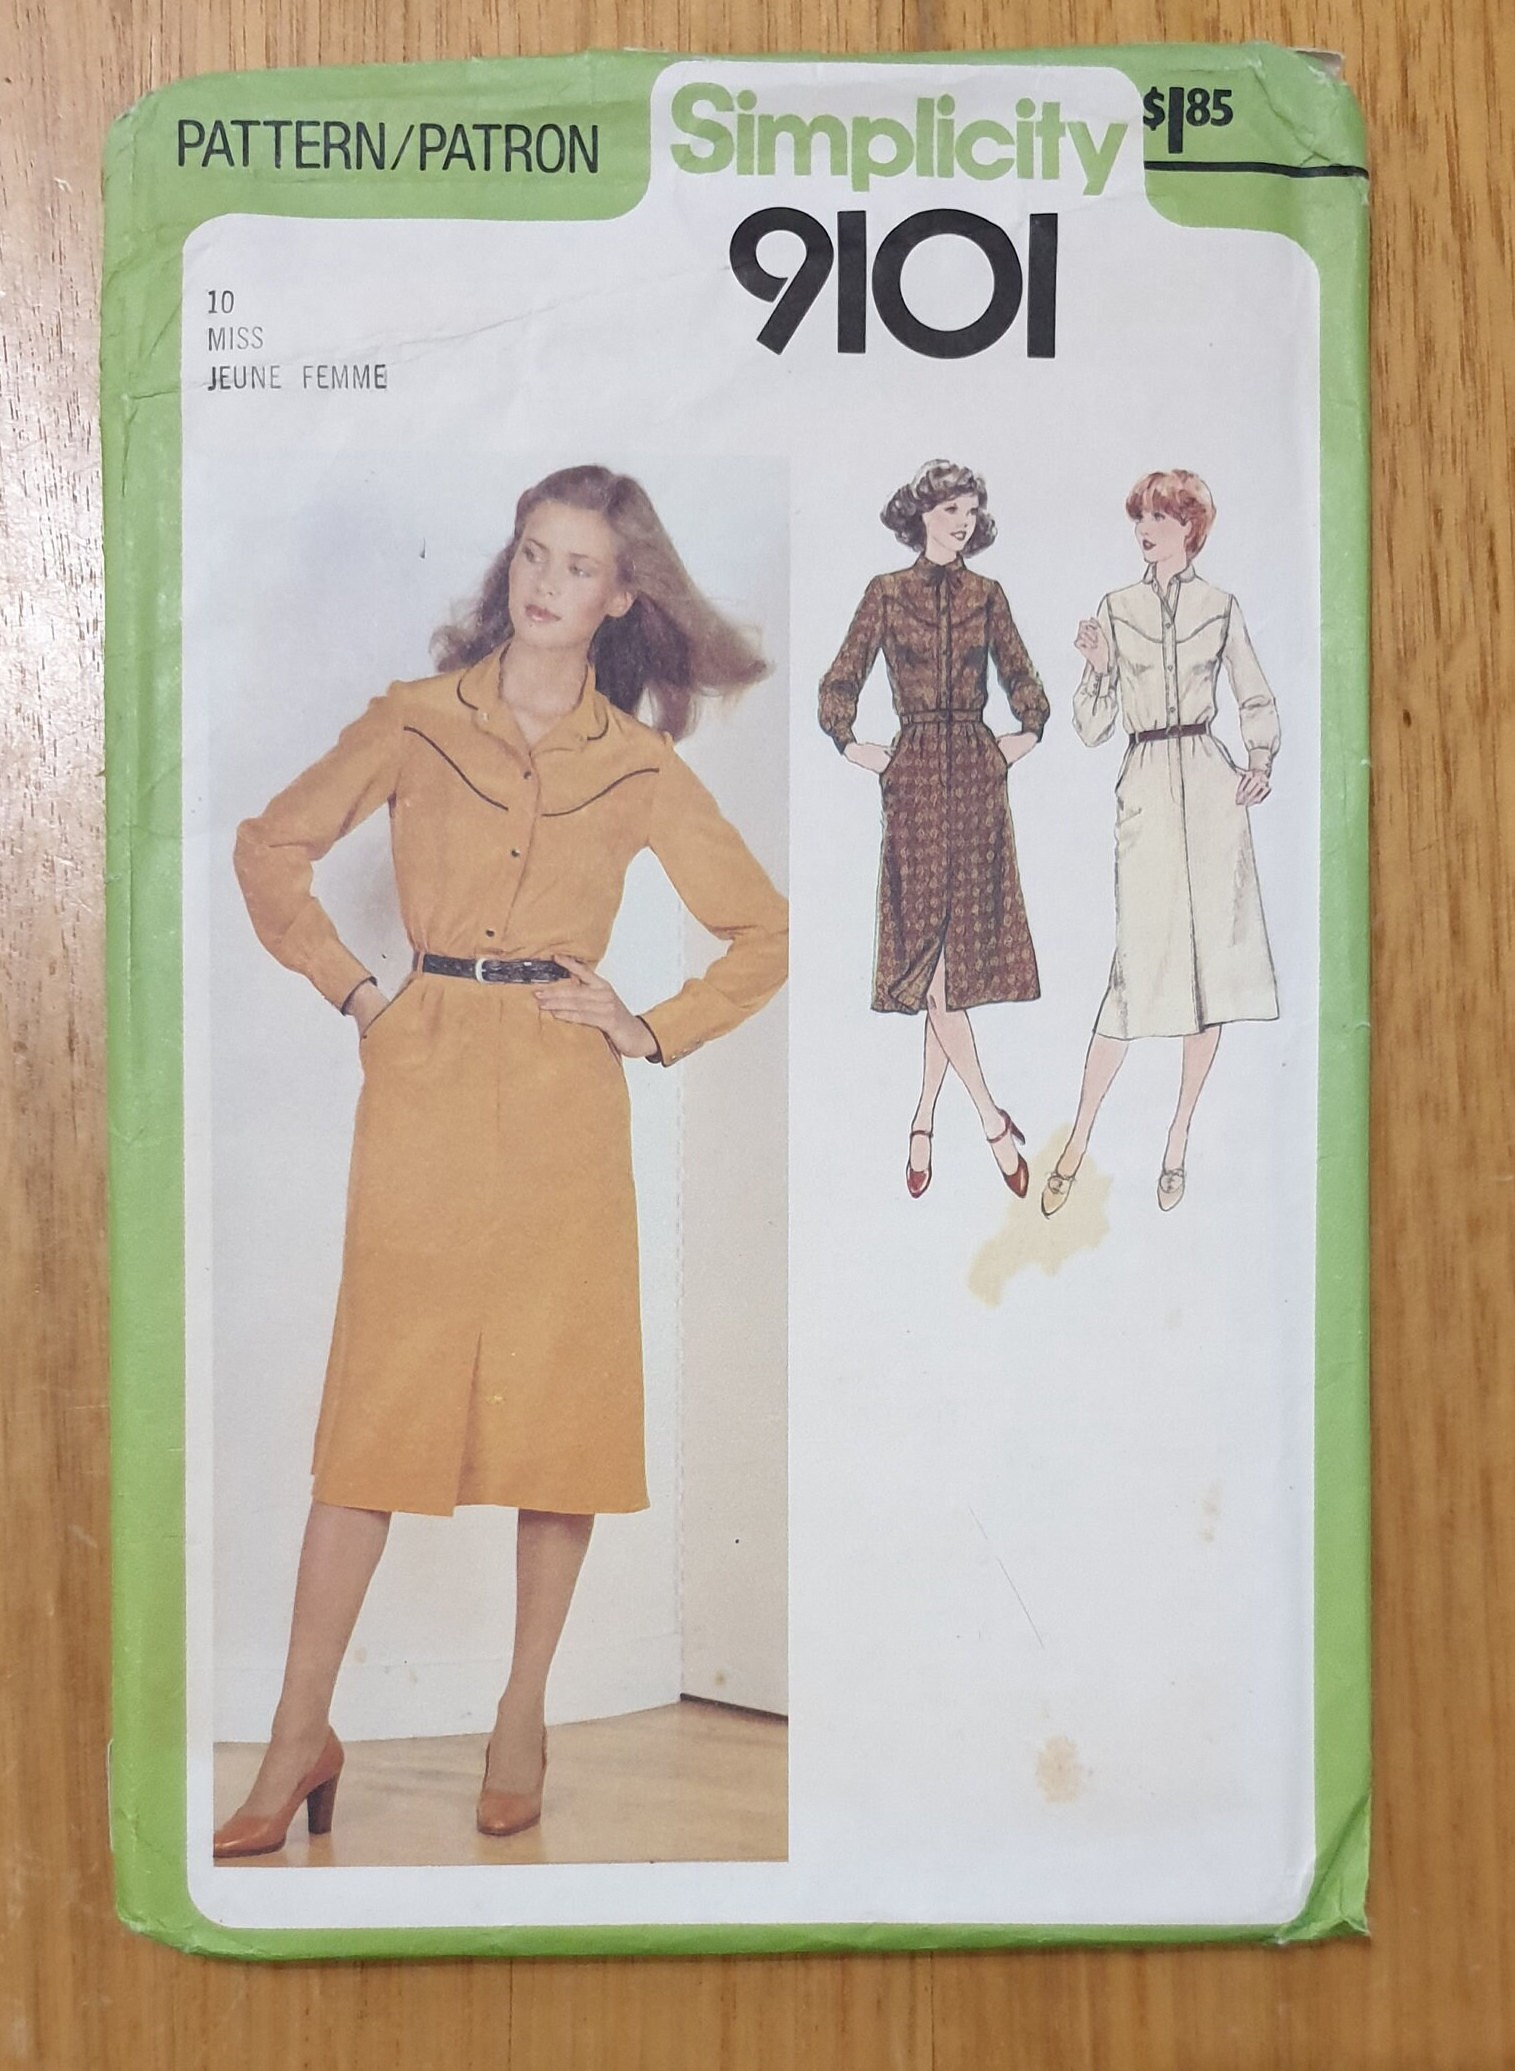 PATTERN/PATRON
Simplicity
$1.85
9101
10
MISS
JEUNE FEMME